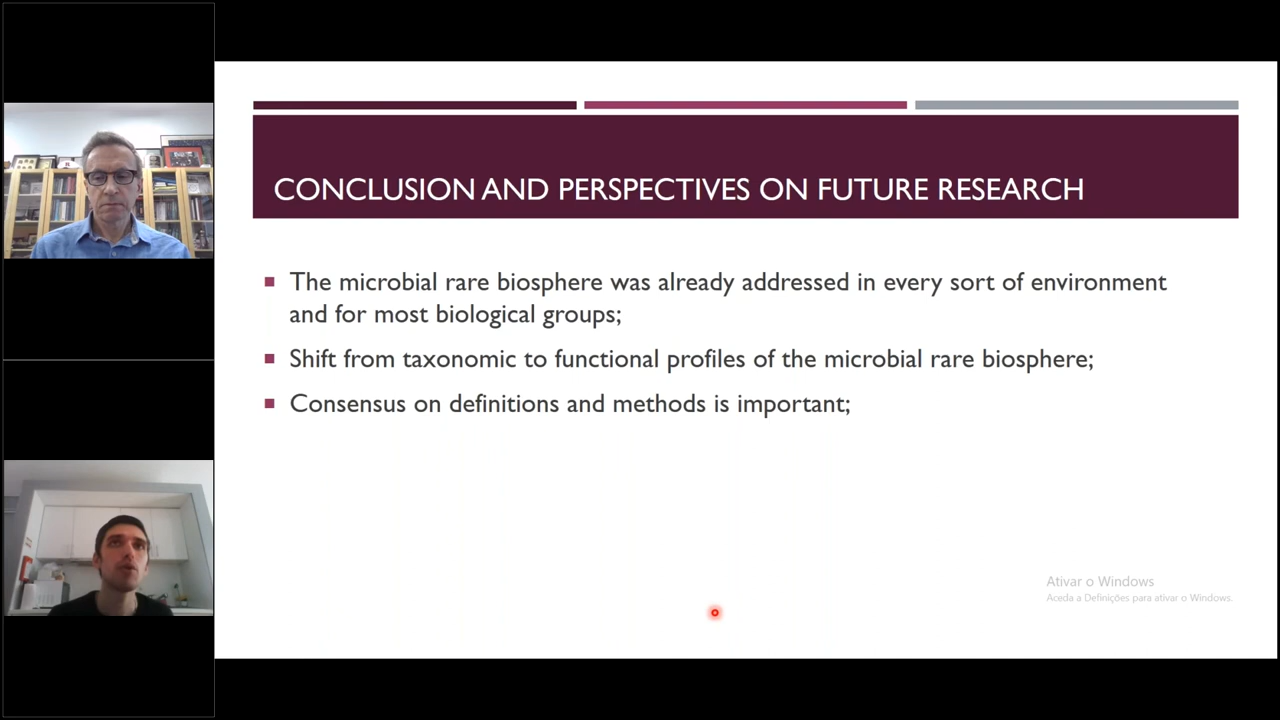 CONCLUSION AND PERSPECTIVES ON FUTURE RESEARCH
The microbial rare biosphere was already addressed in every sort of environment
and for most biological groups;
Shift from taxonomic to functional profiles of the microbial rare biosphere;
Consensus on definitions and methods is important;
Ativar o Windows
Aceda a Definições para ativar o Windows.